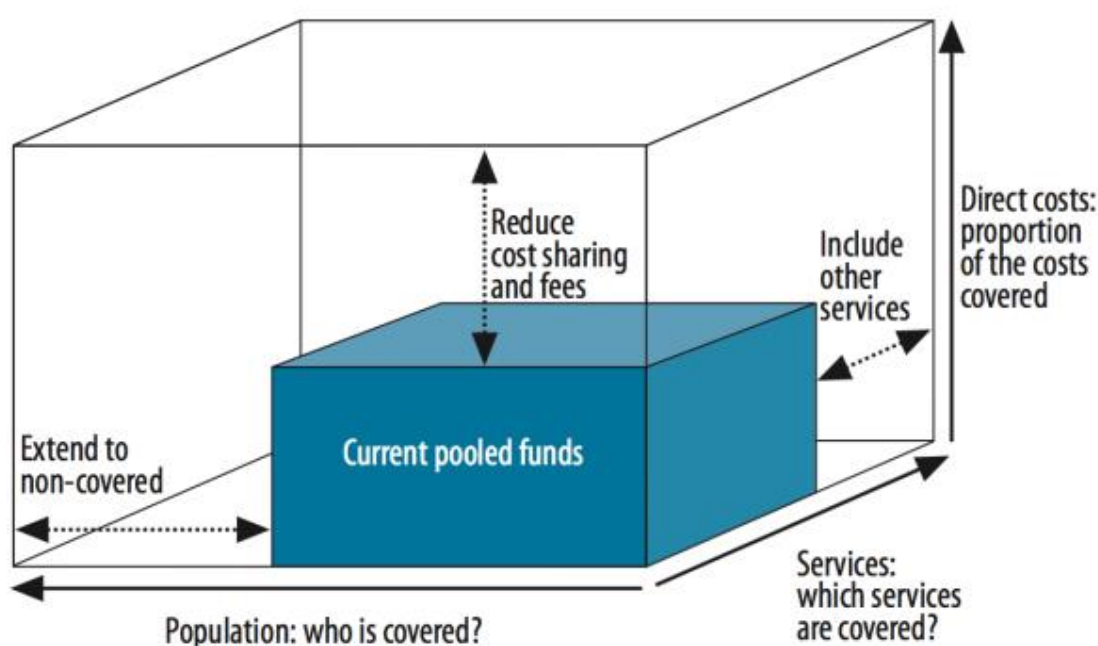 Reduce
cost sharing
and fees
Include
other
services
Direct costs:
proportion
of the costs
covered
Extend to
non-covered
Current pooled funds
Services:
which services
are covered?
Population: who is covered?